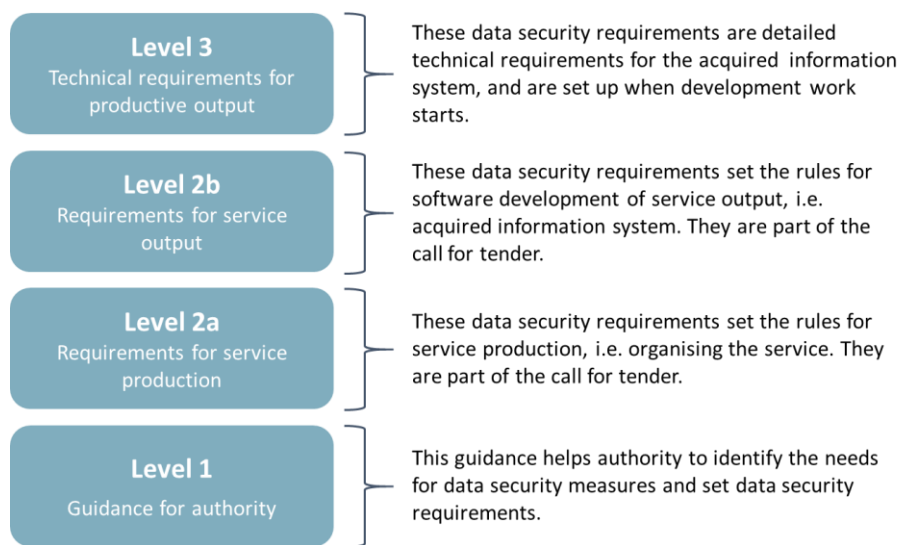 Level 3
Technical requirements for
productive output
These data security requirements are detailed
technical requirements for the acquired information
system, and are set up when development work
starts.
Level 2b
Requirements for service
output
These data security requirements set the rules for
software development of service output, i.e.
acquired information system. They are part of the
call for tender.
Level 2a
Requirements for service
production
These data security requirements set the rules for
service production, i.e. organising the service. They
are part of the call for tender.
Level 1
Guidance for authority
This guidance helps authority to identify the needs
for data security measures and set data security
requirements.